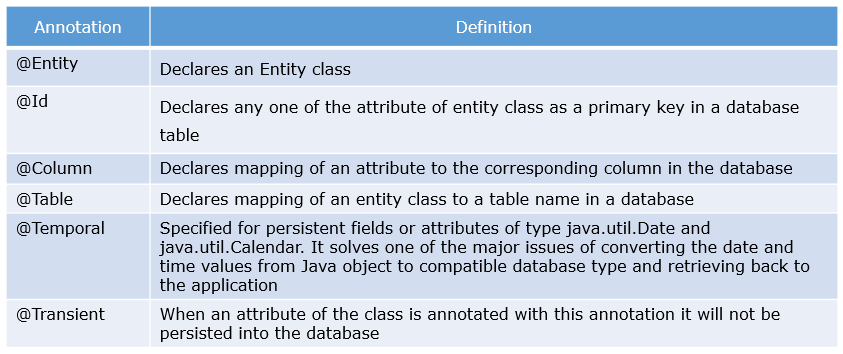 Annotation Definition
@Entity Declares an Entity class
@Id Declares any one of the attribute of entity class as a primary key in a database
table
@Column Declares mapping of an attribute to the corresponding column in the database
@Table Declares mapping of an entity class to a table name in a database
@Temporal Specified for persistent fields or attributes of type java.util.Date and
java.util.Calendar. It solves one of the major issues of converting the date and
time values from Java object to compatible database type and retrieving back to
the application
@Transient When an attribute of the class is annotated with this annotation it will not be
persisted into the database